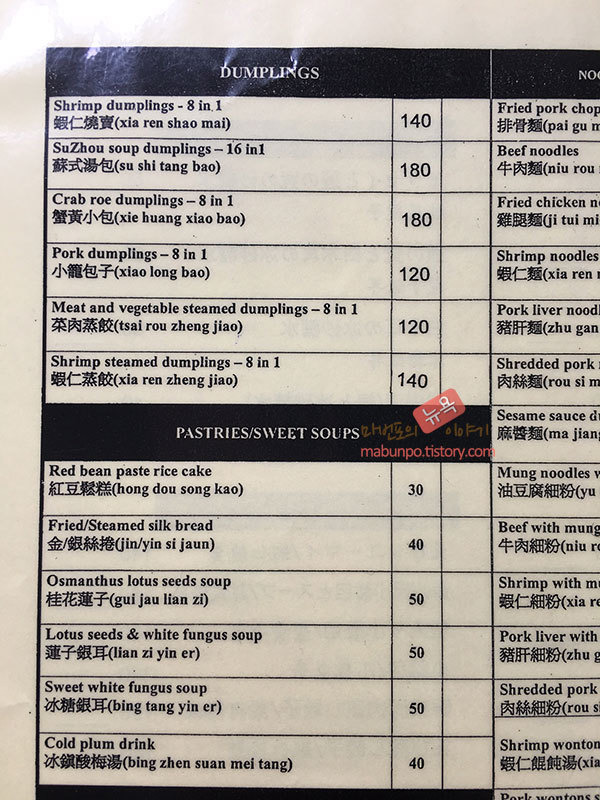 DUMPLINGS
Shrimp dumplings - 8 in 1
蝦仁燒賣(xia ren shao mai)
140
SuZhou soup dumplings – 16 in1
蘇式湯包(su shi tang bao)
180
Crab roe dumplings – 8 in 1
蟹黃小包(xie huang xiao bao)
180
Pork dumplings – 8 in 1
小籠包子(xiao long bao)
120
Meat and vegetable steamed dumplings – 8 in 1
菜肉蒸餃(tsai rou zheng jiao)
120
Shrimp steamed dumplings – 8 in 1
蝦仁蒸餃(xia ren zheng jiao)
140
PASTRIES/SWEET SOUPS
Red bean paste rice cake
紅豆鬆糕(hong dou song kao)
30
Fried/Steamed silk bread
金/銀絲捲(jin/yin si jaun)
40
Osmanthus lotus seeds soup
桂花蓮子(gui jau lian zi)
50
Lotus seeds & white fungus soup
蓮子銀耳(lian zi yin er)
50
Sweet white fungus soup
冰糖銀耳(bing tang yin er)
50
Cold plum drink
冰鎮酸梅湯(bing zhen suan mei tang)
40
NOO
Fried pork chop
排骨麵(pai gu m
Beef noodles
牛肉麵(niu rou
Fried chicken no
雞腿麵(ji tui mi
Shrimp noodles
蝦仁麵(xia ren
Pork liver noodl
豬肝麵(zhu gan
Shredded pork
肉絲麵(rou si m
Sesame sauce d
麻醬麵(ma jiang
Mung noodles w
油豆腐細粉(yu
Beef with mung
牛肉細粉(niu ro
Shrimp with mu
蝦仁細粉(xia re
Pork liver with
豬肝細粉(zhu g
Shredded pork
肉絲細粉(rou s
Shrimp wonton
蝦仁餛飩湯(xia
Pork wontons s
마번포의 뉴욕 이야기
mabunpo.tistory.com